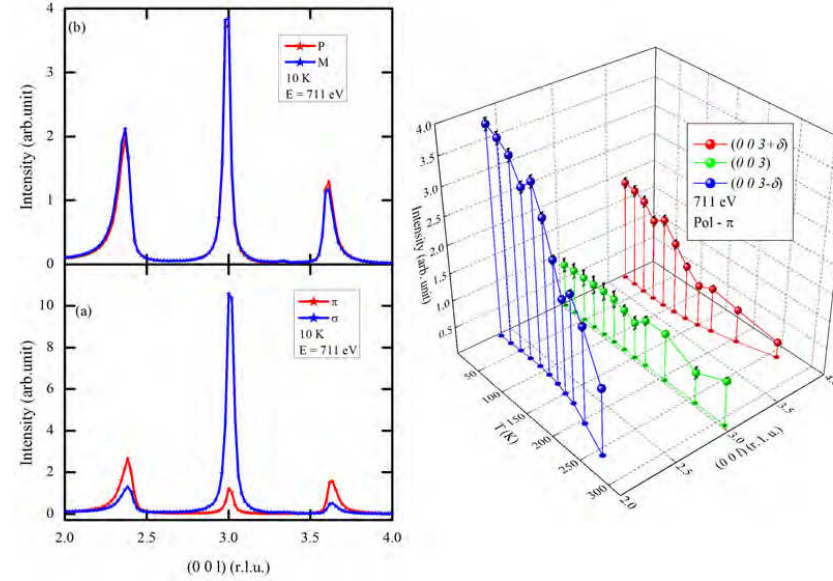 (b)
P
M
10 K
E = 711 eV
Intensity (arb.unit)
4
3
2
1
0
(a)
π
σ
10 K
E = 711 eV
Intensity (arb.unit)
10
8
6
4
2
0
2.0 2.5 3.0 3.5 4.0
(0 0 l) (r.l.u.)
(0 0 3+δ)
(0 0 3)
(0 0 3-δ)
711 eV
Pol - π
Intensity (arb. unit)
4.0
3.5
3.0
2.5
2.0
1.5
1.0
0.5
50
100
150
200
250
300
T (K)
2.0
2.5
3.0
3.5
(0 0 l) (r.l.u.)